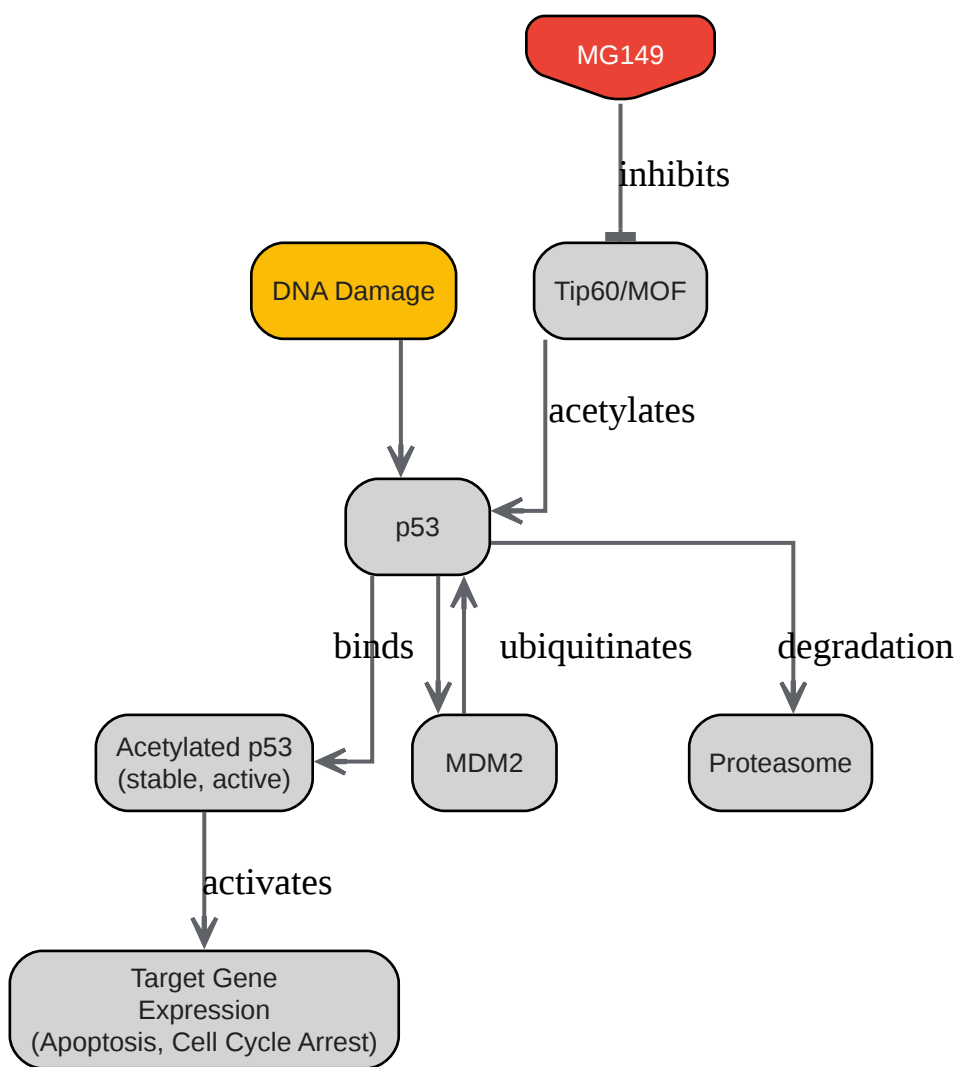 MG149
inhibits
DNA Damage
Tip60/MOF
acetylates
p53
binds
ubiquitinates
degradation
Acetylated p53
(stable, active)
MDM2
Proteasome
activates
Target Gene
Expression
(Apoptosis, Cell Cycle Arrest)